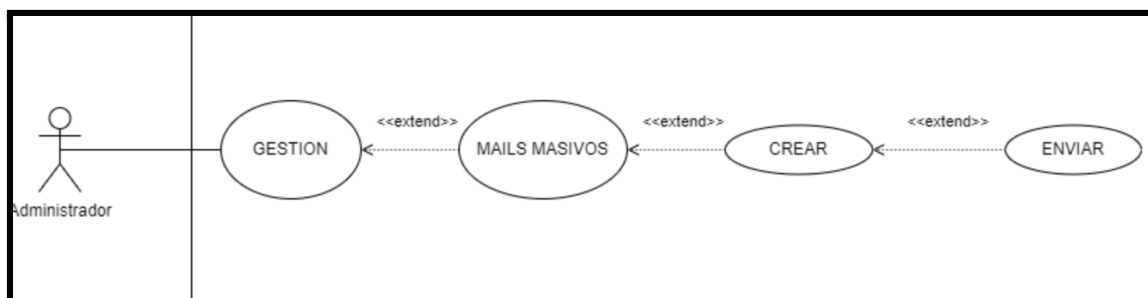 <<extend>>
<<extend>>
<<extend>>
GESTION
MAILS MASIVOS
CREAR
ENVIAR
Administrador